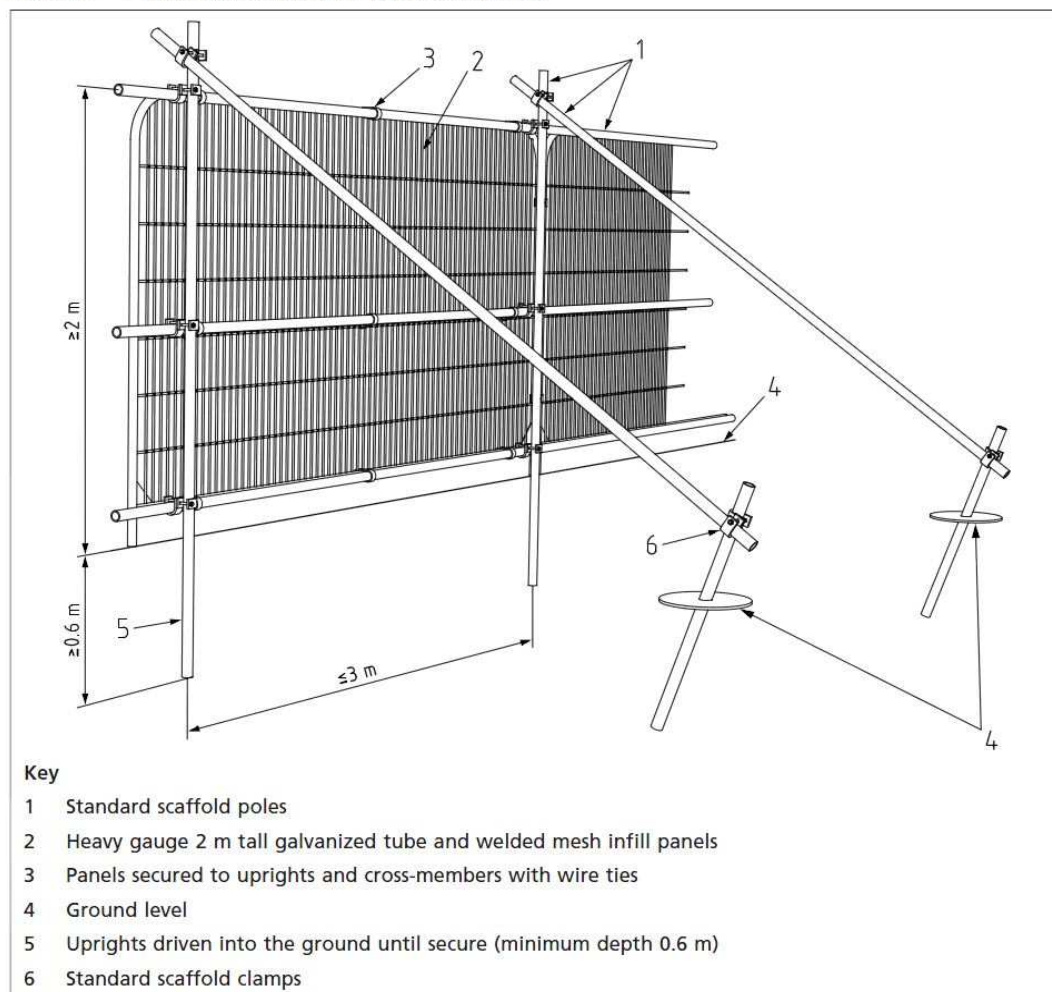 1
3
2
4
≥2 m
6
≥0.6 m
5
≤3 m
4
Key
1 Standard scaffold poles
2 Heavy gauge 2 m tall galvanized tube and welded mesh infill panels
3 Panels secured to uprights and cross-members with wire ties
4 Ground level
5 Uprights driven into the ground until secure (minimum depth 0.6 m)
6 Standard scaffold clamps